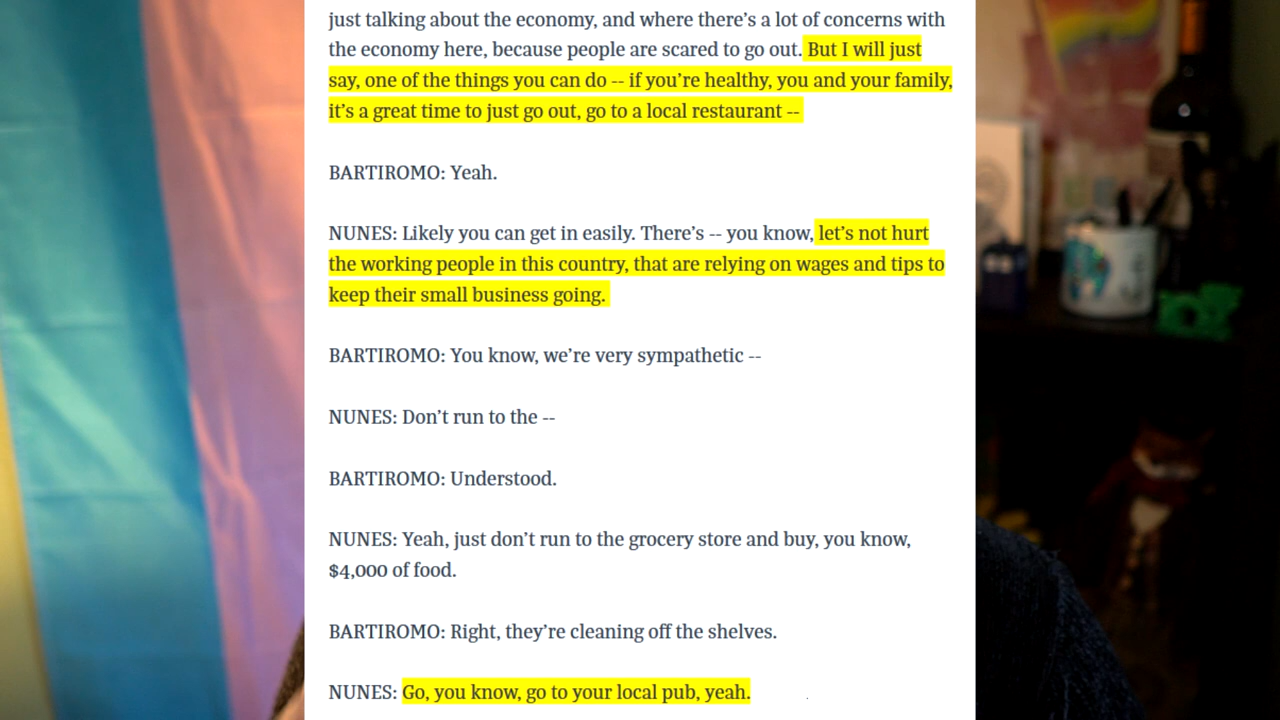 just talking about the economy, and where there’s a lot of concerns with
the economy here, because people are scared to go out. But I will just
say, one of the things you can do -- if you’re healthy, you and your family,
it’s a great time to just go out, go to a local restaurant --
BARTIROMO: Yeah.
NUNES: Likely you can get in easily. There’s -- you know, let’s not hurt
the working people in this country, that are relying on wages and tips to
keep their small business going.
BARTIROMO: You know, we’re very sympathetic --
NUNES: Don’t run to the --
BARTIROMO: Understood.
NUNES: Yeah, just don’t run to the grocery store and buy, you know,
$4,000 of food.
BARTIROMO: Right, they’re cleaning off the shelves.
NUNES: Go, you know, go to your local pub, yeah.